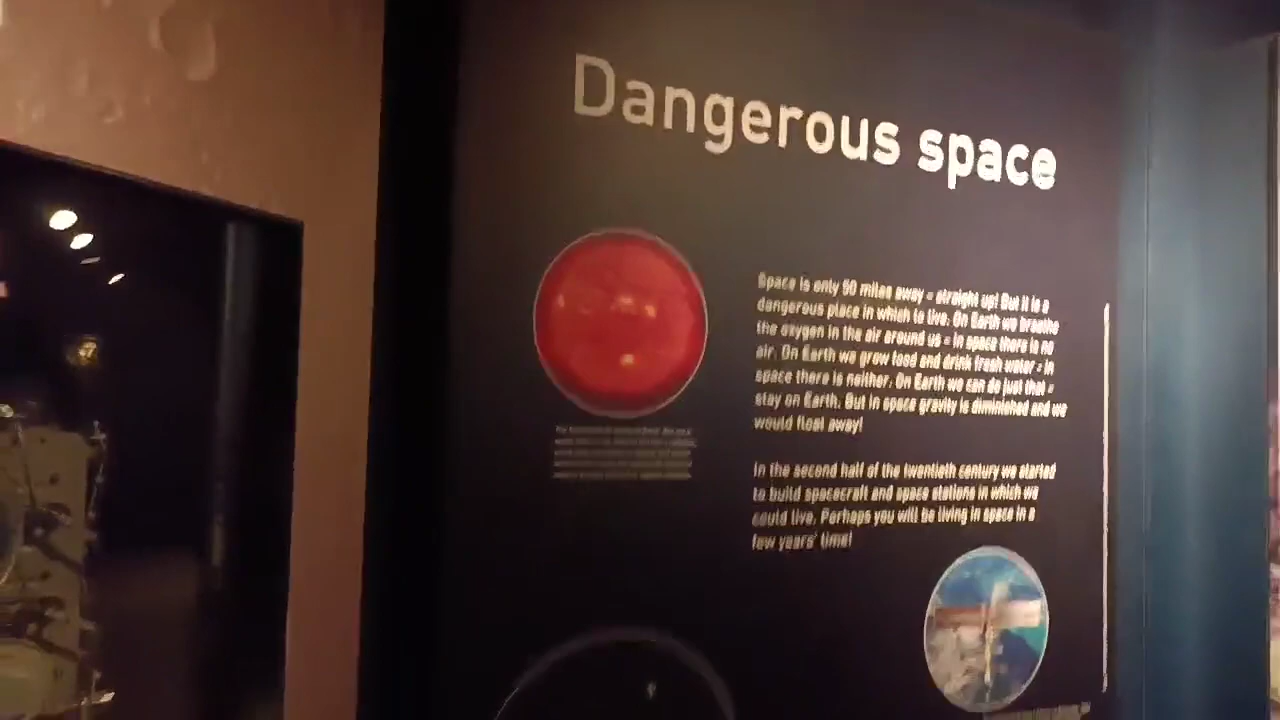 Dangerous space
Space is only 50 miles away - straight up! But it is a
dangerous place in which to live. On Earth we breathe
the oxygen in the air around us - in space there is no
air. On Earth we grow food and drink fresh water - in
space there is neither. On Earth we can do just that -
stay on Earth. But in space gravity is diminished and we
would float away!
In the second half of the twentieth century we started
to build spacecraft and space stations in which we
could live. Perhaps you will be living in space in a
few years' time!